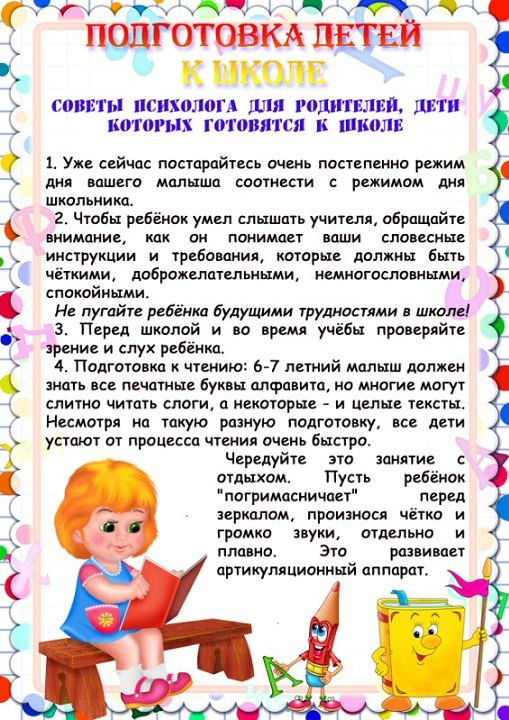 ПОДГОТОВКА ДЕТЕЙ
К ШКОЛЕ
СОВЕТЫ ПСИХОЛОГА ДЛЯ РОДИТЕЛЕЙ, ДЕТИ
КОТОРЫХ ГОТОВЯТСЯ К ШКОЛЕ
1. Уже сейчас постарайтесь очень постепенно режим
дня вашего малыша соотнести с режимом дня
школьника.
2. Чтобы ребёнок умел слышать учителя, обращайте
внимание, как он понимает ваши словесные
инструкции и требования, которые должны быть
чёткими, доброжелательными, немногословными,
спокойными.
Не пугайте ребёнка будущими трудностями в школе!
3. Перед школой и во время учёбы проверяйте
зрение и слух ребёнка.
4. Подготовка к чтению: 6-7 летний малыш должен
знать все печатные буквы алфавита, но многие могут
слитно читать слоги, а некоторые - и целые тексты.
Несмотря на такую разную подготовку, все дети
устают от процесса чтения очень быстро.
Чередуйте это занятие с
отдыхом. Пусть ребёнок
"погримасничает" перед
зеркалом, произнося чётко и
громко звуки, отдельно и
плавно. Это развивает
артикуляционный аппарат.